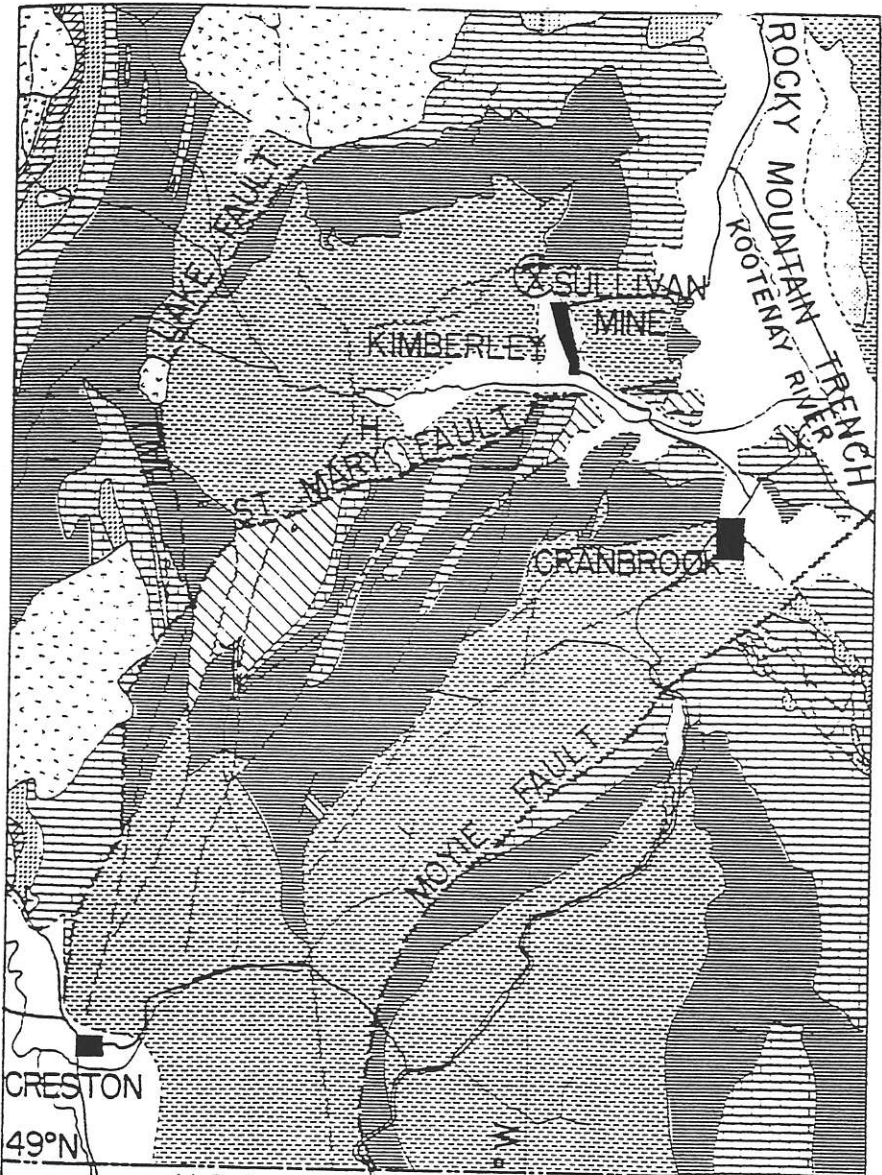 ROCKY MOUNTAIN TRENCH
KOOTENAY RIVER
LAKE FAULT
SULLIVAN
MINE
KIMBERLEY
H
ST. MARY FAULT
CRANBROOK
MOYIE FAULT
CRESTON
49°N
W